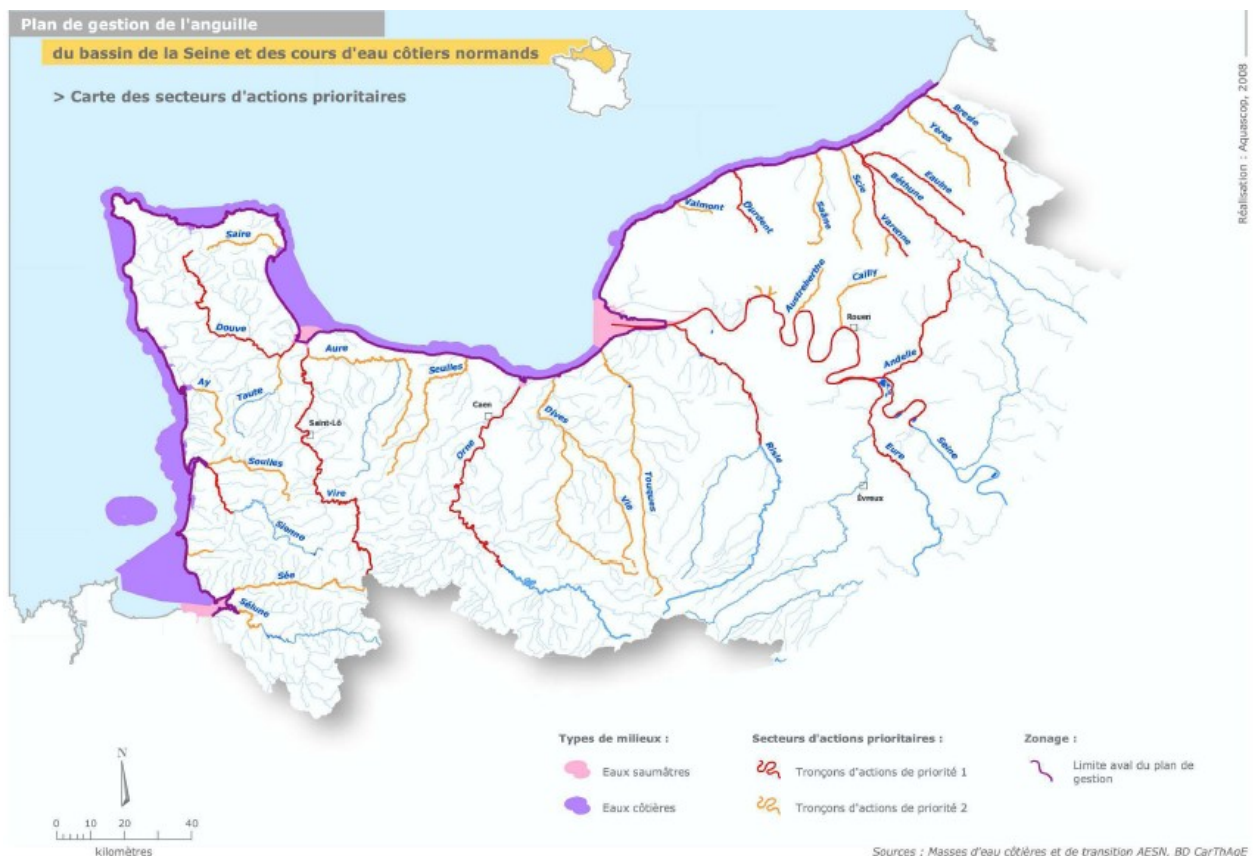 Plan de gestion de l'anguille
du bassin de la Seine et des cours d'eau côtiers normands
> Carte des secteurs d'actions prioritaires
Réalisation : Aquascop, 2008
Bresle
Yères
Eaulne
Béthune
Scie
Varenne
Saâne
Durdent
Valmont
Saire
Austreberthe
Cailly
Rouen
Douve
Aure
Seulles
Andelle
Ay
Taute
Caen
Dives
Saint-Lô
Orne
Risle
Seine
Eure
Soulles
Touques
Vie
Vire
Évreux
Sienne
Sée
Sélune
Types de milieux :
Eaux saumâtres
Eaux côtières
Secteurs d'actions prioritaires :
Tronçons d'actions de priorité 1
Tronçons d'actions de priorité 2
Zonage :
Limite aval du plan de
gestion
N
0 10 20 40
kilomètres
Sources : Masses d'eau côtières et de transition AESN, BD CarThAgE